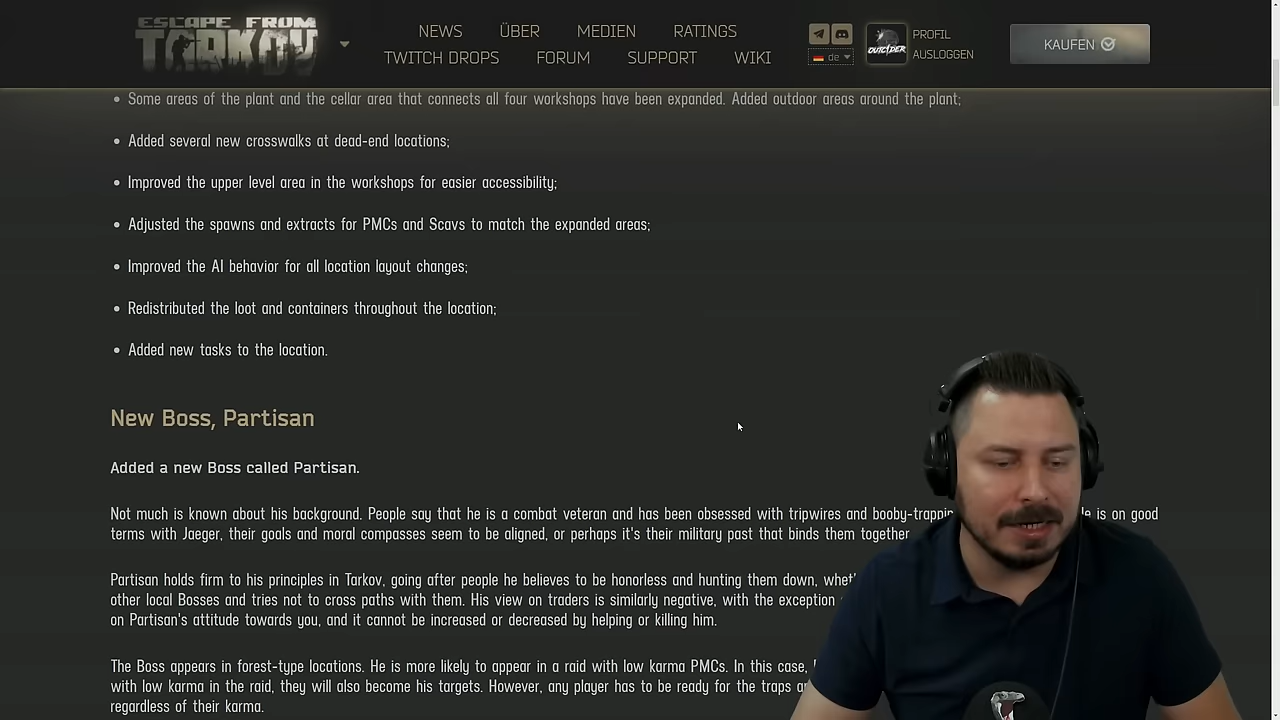 ESCAPE FROM
TARKOV
NEWS
ÜBER
MEDIEN
RATINGS
TWITCH DROPS
FORUM
SUPPORT
WIKI
de
OUTC/DER
PROFIL
AUSLOGGEN
KAUFEN
• Some areas of the plant and the cellar area that connects all four workshops have been expanded. Added outdoor areas around the plant;
• Added several new crosswalks at dead-end locations;
• Improved the upper level area in the workshops for easier accessibility;
• Adjusted the spawns and extracts for PMCs and Scavs to match the expanded areas;
• Improved the AI behavior for all location layout changes;
• Redistributed the loot and containers throughout the location;
• Added new tasks to the location.
New Boss, Partisan
Added a new Boss called Partisan.
Not much is known about his background. People say that he is a combat veteran and has been obsessed with tripwires and booby-trappin e is on good
terms with Jaeger, their goals and moral compasses seem to be aligned, or perhaps it's their military past that binds them together
Partisan holds firm to his principles in Tarkov, going after people he believes to be honorless and hunting them down,
other local Bosses and tries not to cross paths with them. His view on traders is similarly negative, with the exception
on Partisan's attitude towards you, and it cannot be increased or decreased by helping or killing him.
The Boss appears in forest-type locations. He is more likely to appear in a raid with low karma PMCs. In this case,
with low karma in the raid, they will also become his targets. However, any player has to be ready for the traps
regardless of their karma.